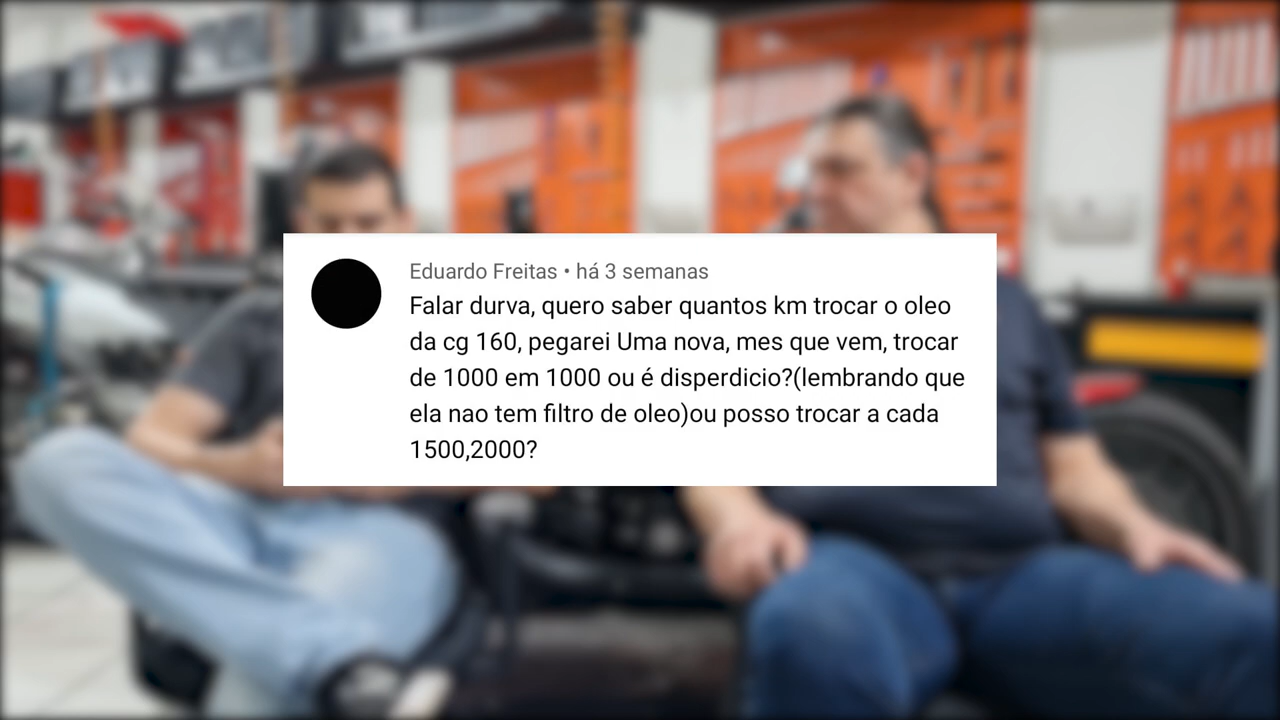 Eduardo Freitas • há 3 semanas
Falar durva, quero saber quantos km trocar o oleo
da cg 160, pegarei Uma nova, mes que vem, trocar
de 1000 em 1000 ou é disperdicio?(lembrando que
ela nao tem filtro de oleo)ou posso trocar a cada
1500,2000?